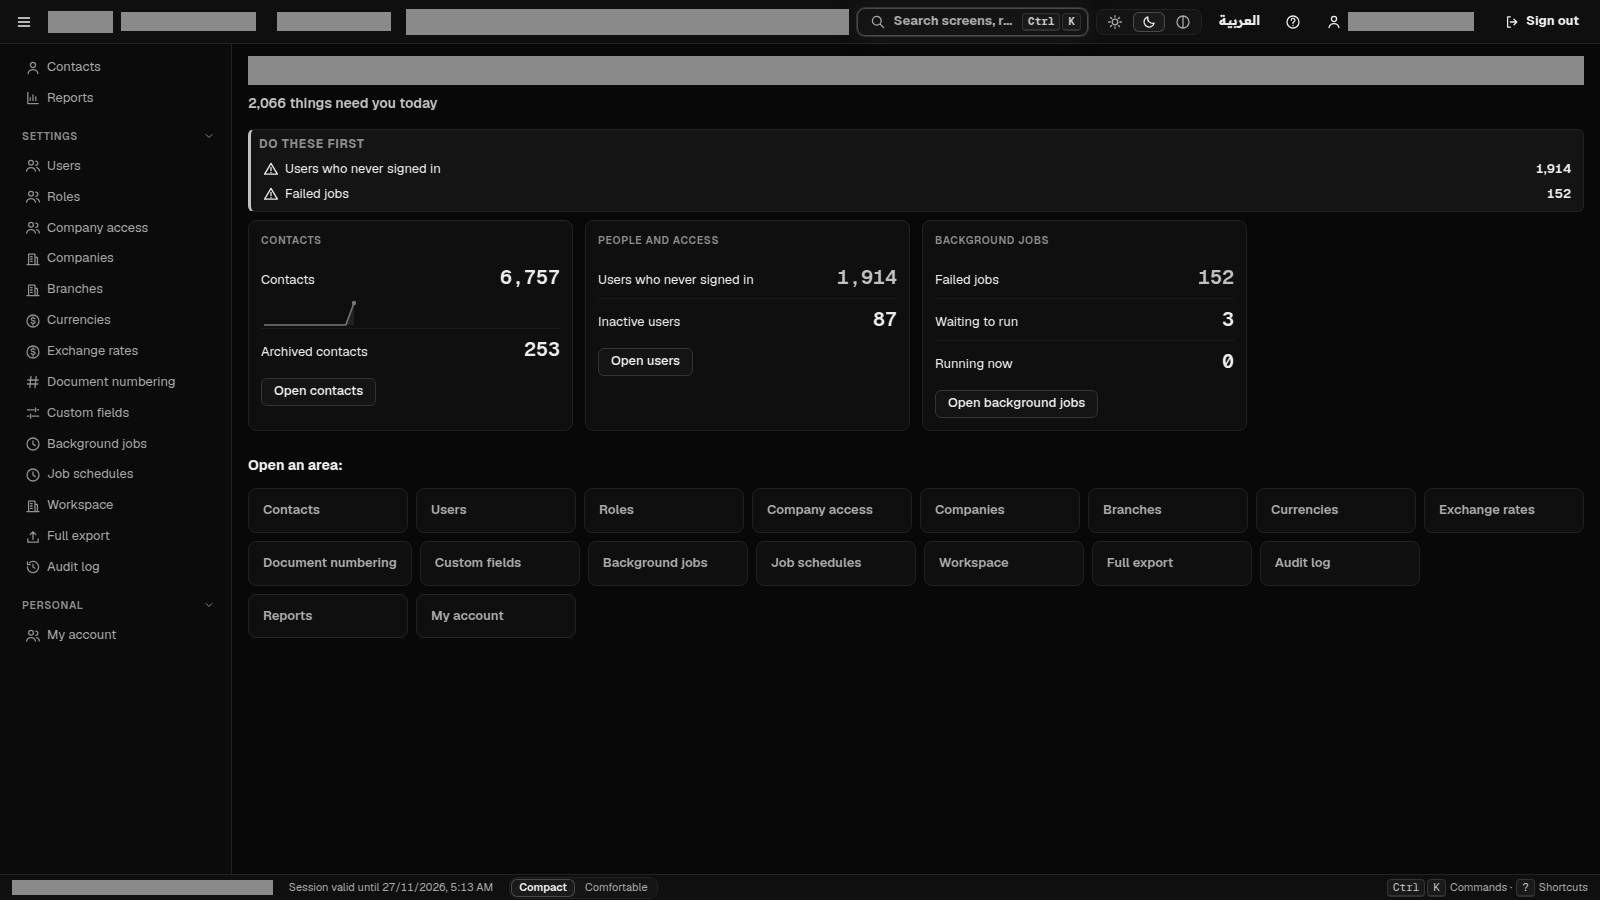 Search screens, r... Ctrl K
العربية
Sign out
Contacts
Reports
SETTINGS
Users
Roles
Company access
Companies
Branches
Currencies
Exchange rates
Document numbering
Custom fields
Background jobs
Job schedules
Workspace
Full export
Audit log
PERSONAL
My account
2,066 things need you today
DO THESE FIRST
Users who never signed in 1,914
Failed jobs 152
CONTACTS
Contacts 6,757
Archived contacts 253
Open contacts
PEOPLE AND ACCESS
Users who never signed in 1,914
Inactive users 87
Open users
BACKGROUND JOBS
Failed jobs 152
Waiting to run 3
Running now 0
Open background jobs
Open an area:
Contacts Users Roles Company access Companies Branches Currencies Exchange rates
Document numbering Custom fields Background jobs Job schedules Workspace Full export Audit log
Reports My account
Session valid until 27/11/2026, 5:13 AM Compact Comfortable Ctrl K Commands · ? Shortcuts